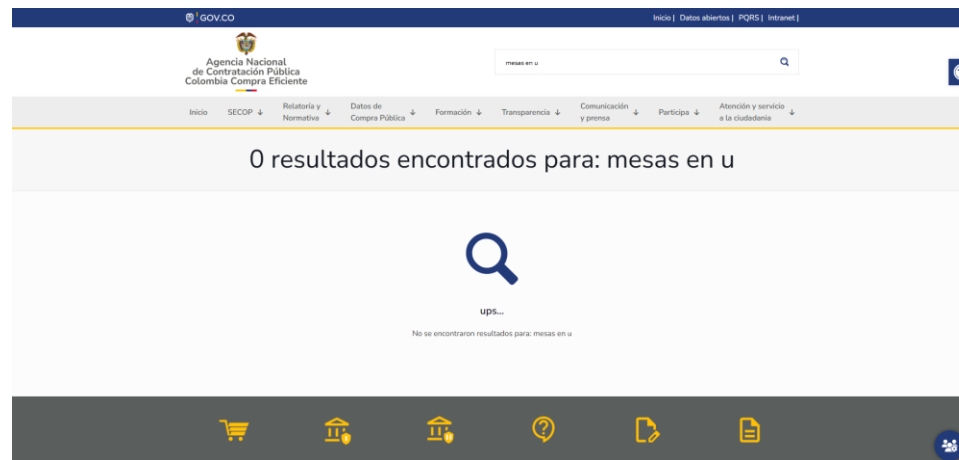 GOV.CO
Inicio | Datos abiertos | PQRS | Intranet |
Agencia Nacional
de Contratación Pública
Colombia Compra Eficiente
mesas en u
Inicio
SECOP
Relatoría y
Normativa
Datos de
Compra Pública
Formación
Transparencia
Comunicación
y prensa
Participa
Atención y servicio
a la ciudadania
0 resultados encontrados para: mesas en u
ups...
No se encontraron resultados para: mesas en u